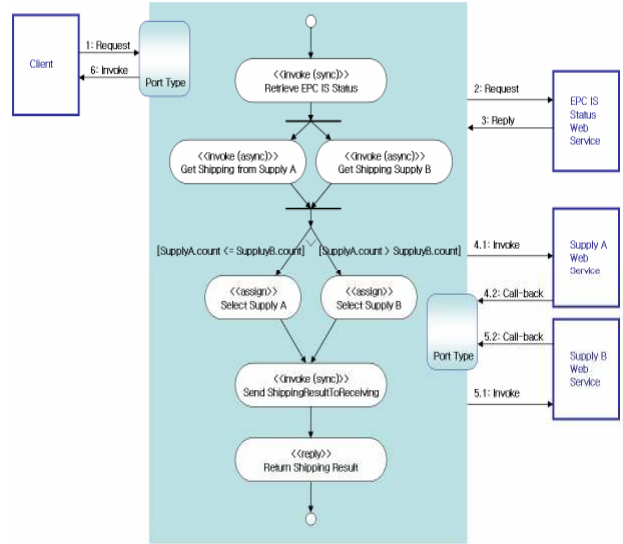 Client
1: Request
6: Invoke
Port Type
<<invoke (sync)>>
Retrieve EPC IS Status
2: Request
3: Reply
EPC IS
Status
Web
Service
<<invoke (async)>>
Get Shipping from Supply A
<<invoke (async)>>
Get Shipping Supply B
[SupplyA.count <= SuppluyB.count]
[SupplyA.count > SuppluyB.count]
4.1: Invoke
Supply A
Web
Service
4.2: Call-back
<<assign>>
Select Supply A
<<assign>>
Select Supply B
Port Type
5.2: Call-back
Supply B
Web
Service
5.1: Invoke
<<invoke (sync)>>
Send ShippingResultToReceiving
<<reply>>
Return Shipping Result